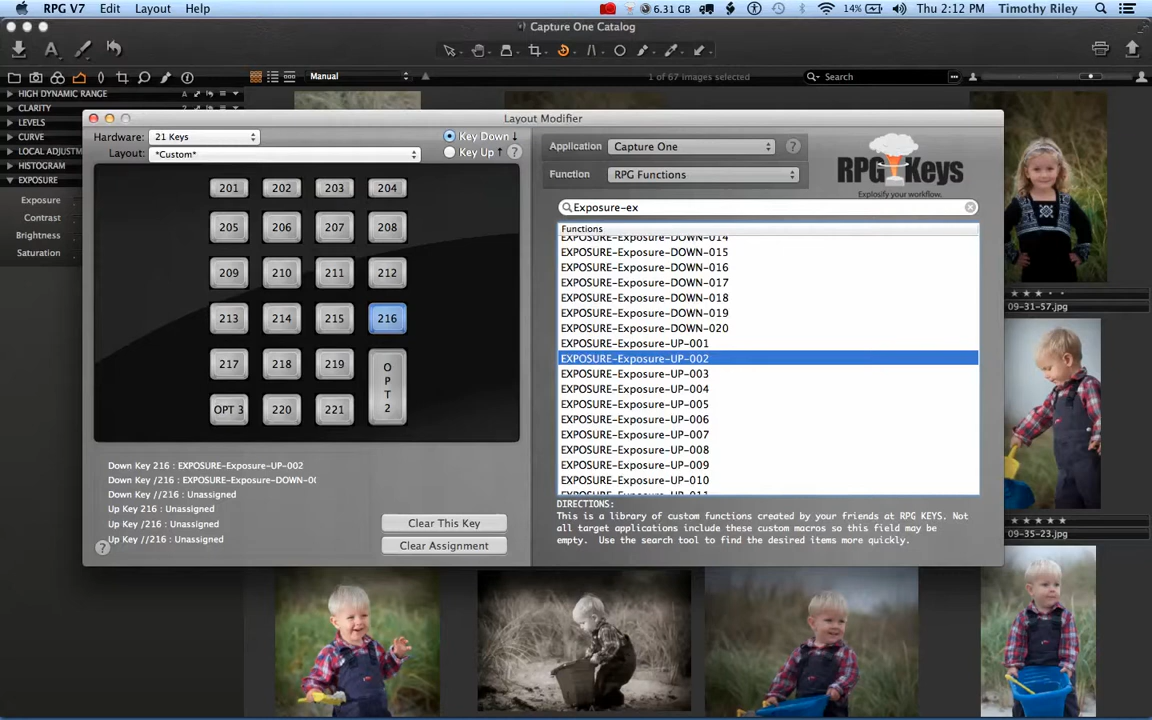 RPG V7 Edit Layout Help 6.31 GB 14% Thu 2:12 PM Timothy Riley
Capture One Catalog
Manual 1 of 67 images selected Search
HIGH DYNAMIC RANGE
CLARITY
LEVELS
CURVE
LOCAL ADJUSTM
HISTOGRAM
EXPOSURE
Exposure
Contrast
Brightness
Saturation
Layout Modifier
Hardware: 21 Keys
Layout: *Custom*
Key Down ↓
Key Up ↑ ?
201 202 203 204
205 206 207 208
209 210 211 212
213 214 215 216
217 218 219
OPT2
OPT 3 220 221
Down Key 216 : EXPOSURE-Exposure-UP-002
Down Key /216 : EXPOSURE-Exposure-DOWN-0
Down Key //216 : Unassigned
Up Key 216 : Unassigned
Up Key /216 : Unassigned
Up Key //216 : Unassigned
?
Clear This Key
Clear Assignment
Application Capture One ?
Function RPG Functions
RPG Keys
Explosify your workflow.
Exposure-ex
Functions
EXPOSURE-Exposure-DOWN-014
EXPOSURE-Exposure-DOWN-015
EXPOSURE-Exposure-DOWN-016
EXPOSURE-Exposure-DOWN-017
EXPOSURE-Exposure-DOWN-018
EXPOSURE-Exposure-DOWN-019
EXPOSURE-Exposure-DOWN-020
EXPOSURE-Exposure-UP-001
EXPOSURE-Exposure-UP-002
EXPOSURE-Exposure-UP-003
EXPOSURE-Exposure-UP-004
EXPOSURE-Exposure-UP-005
EXPOSURE-Exposure-UP-006
EXPOSURE-Exposure-UP-007
EXPOSURE-Exposure-UP-008
EXPOSURE-Exposure-UP-009
EXPOSURE-Exposure-UP-010
EXPOSURE-Exposure-UP-011
DIRECTIONS:
This is a library of custom functions created by your friends at RPG KEYS. Not
all target applications include these custom macros so this field may be
empty. Use the search tool to find the desired items more quickly.
09-31-57.jpg
09-35-23.jpg